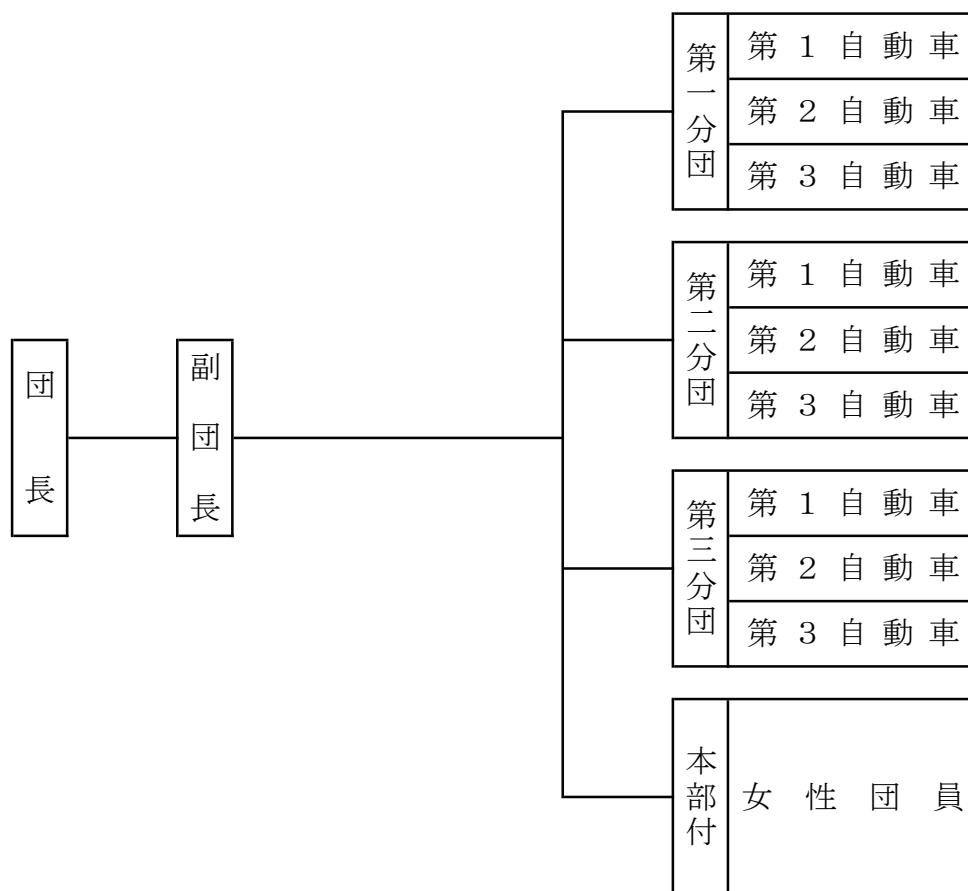 団長
副団長
第一分団
第１自動車
第２自動車
第３自動車
第二分団
第１自動車
第２自動車
第３自動車
第三分団
第１自動車
第２自動車
第３自動車
本部付
女性団員